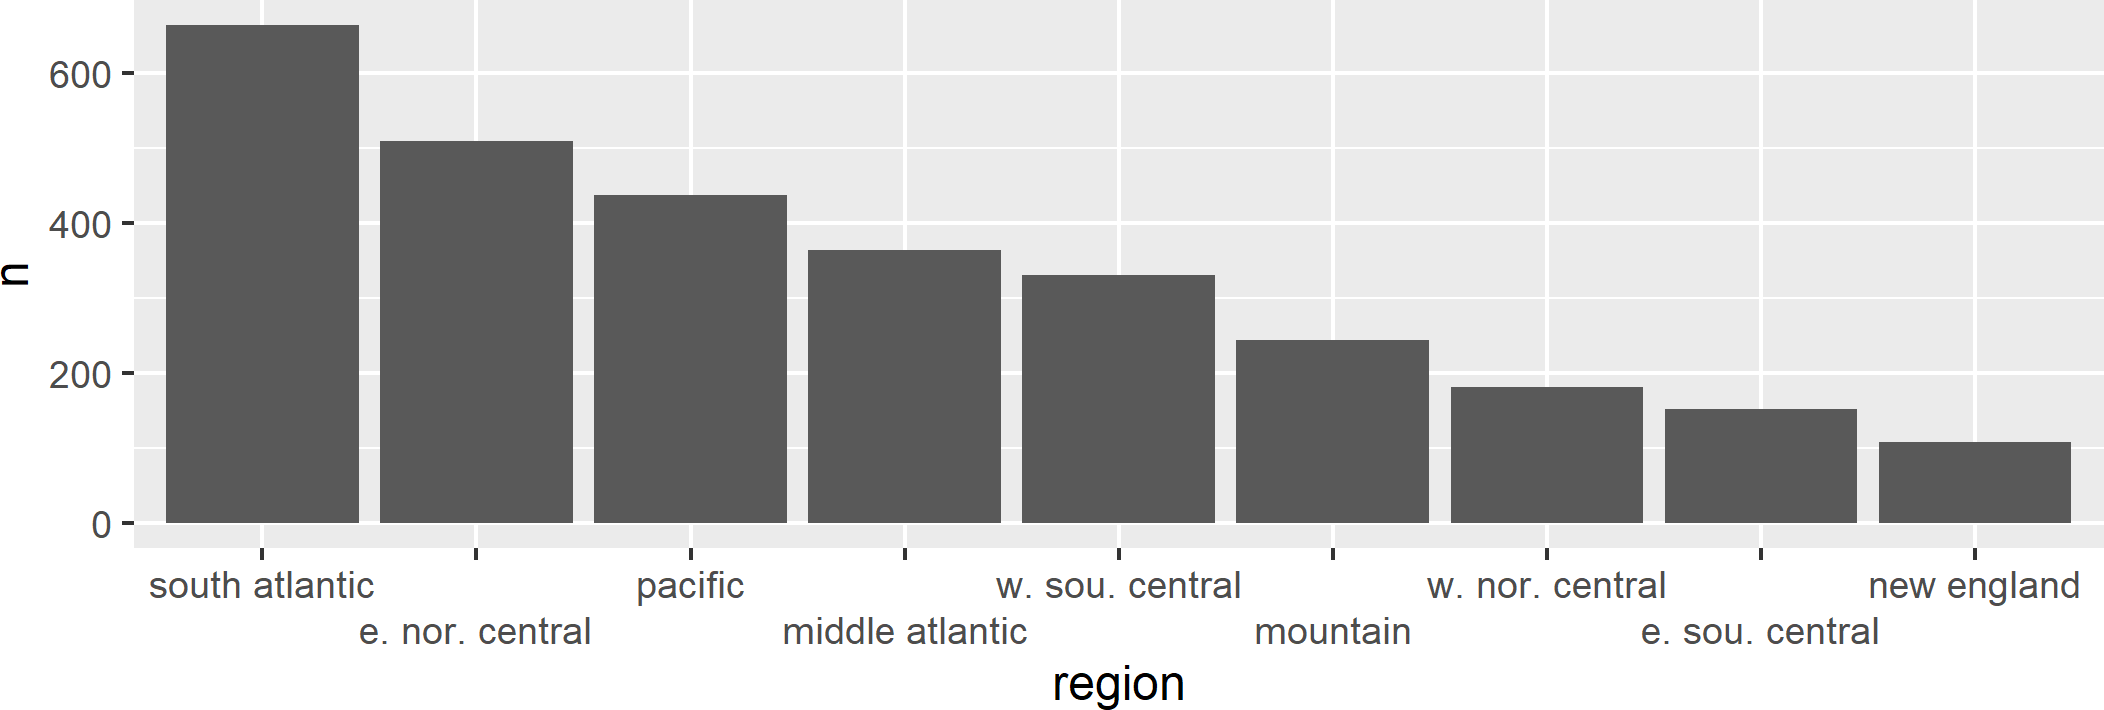 600
400
200
0
n
south atlantic
e. nor. central
pacific
middle atlantic
w. sou. central
mountain
w. nor. central
e. sou. central
new england
region